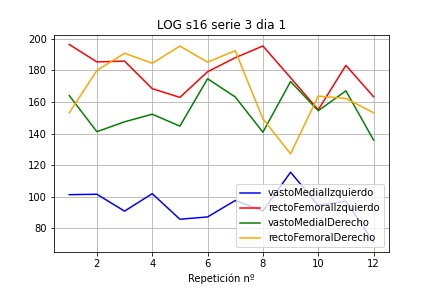 LOG s16 serie 3 dia 1
200
180
160
140
120
100
80
vastoMedialIzquierdo
rectoFemoralIzquierdo
vastoMedialDerecho
rectoFemoralDerecho
2 4 6 8 10 12
Repetición nº